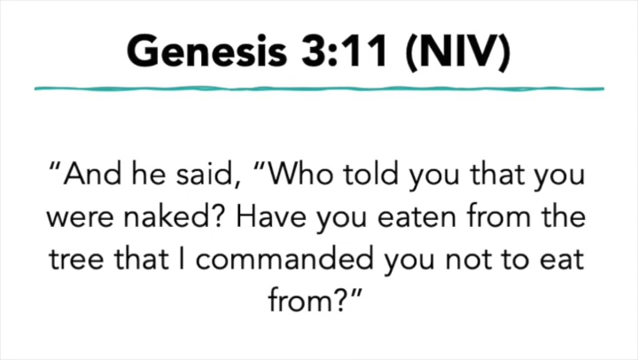 Genesis 3:11 (NIV)
“And he said, “Who told you that you
were naked? Have you eaten from the
tree that I commanded you not to eat
from?”